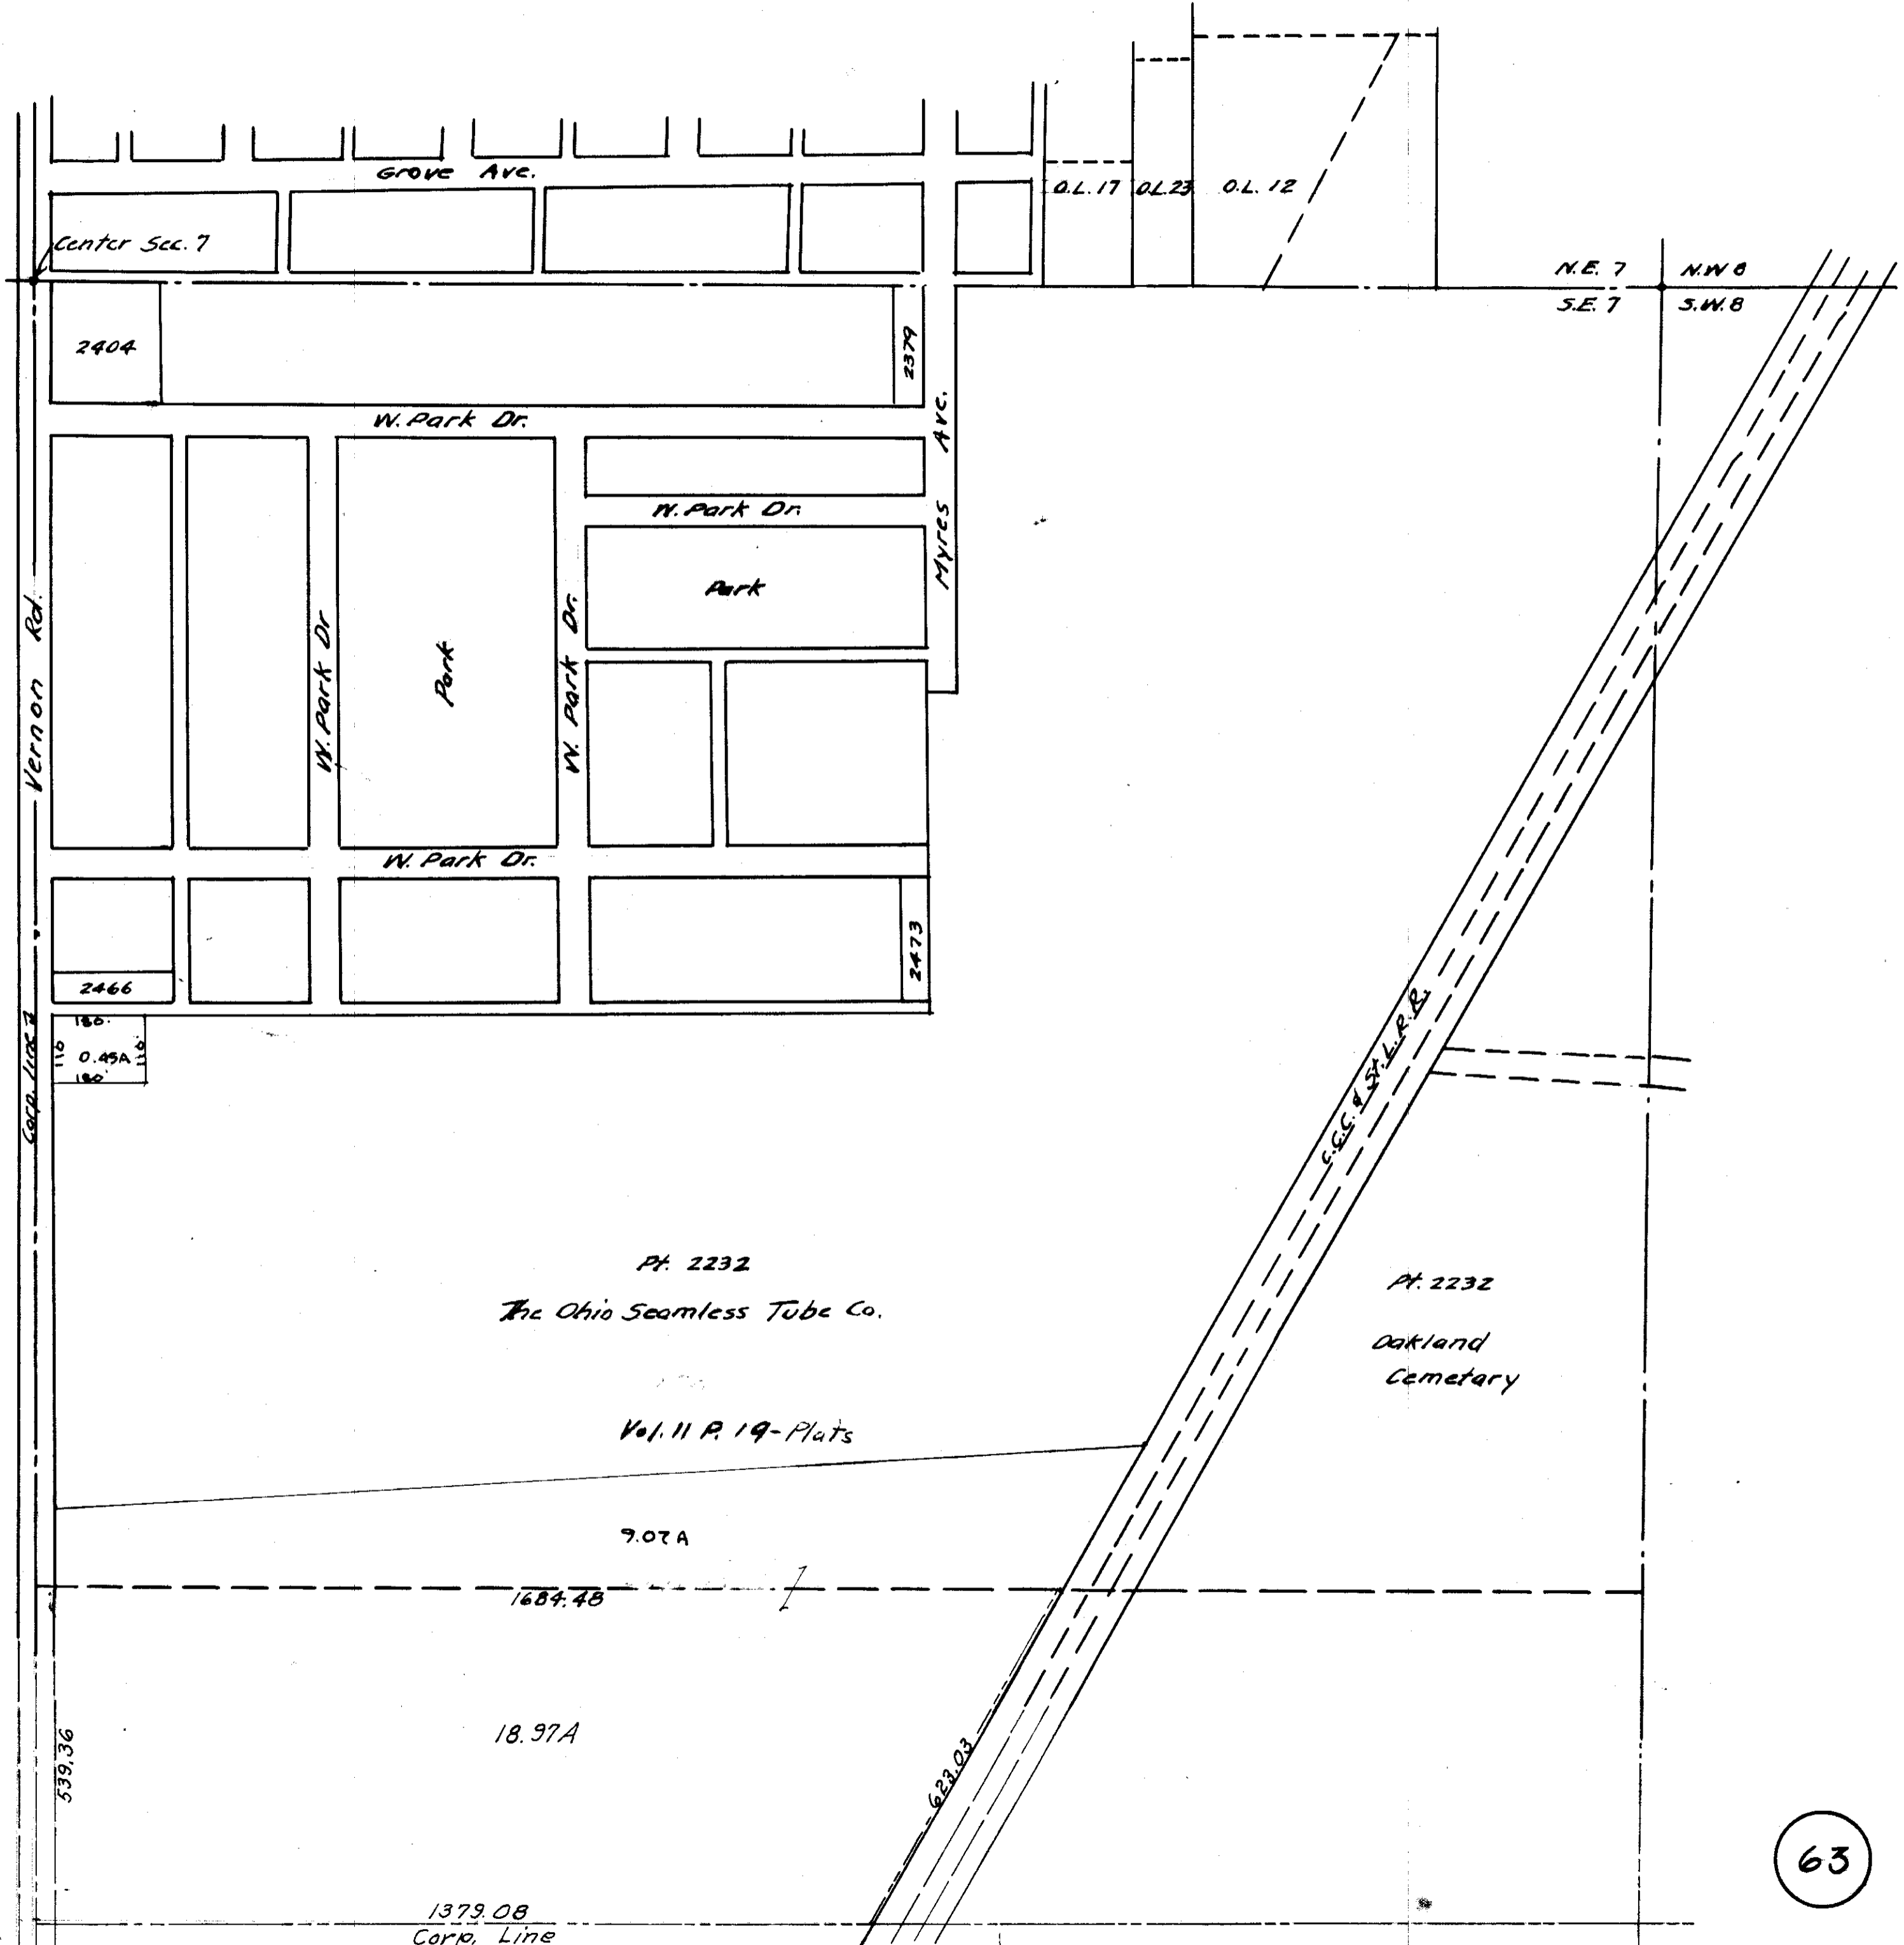 Grove Ave.
O.L. 17
O.L. 23
O.L. 12
Center Sec. 7
N.E. 7
N.W 8
S.E. 7
S.W. 8
2404
2379
W. Park Dr.
Myres Ave.
W. Park Dr.
Park
Vernon Rd.
W. Park Dr
Park
W. Park Dr.
W. Park Dr.
2473
2466
Corp. Line
180.
110
0.45A
110
180'
C.C.C. & St. L. R.R.
Pt. 2232
The Ohio Seamless Tube Co.
Pt. 2232
Oakland
Cemetary
Vol. 11 P. 19-Plats
9.07A
1684.48
18.97A
539.36
623.03
63
1379.08
Corp. Line